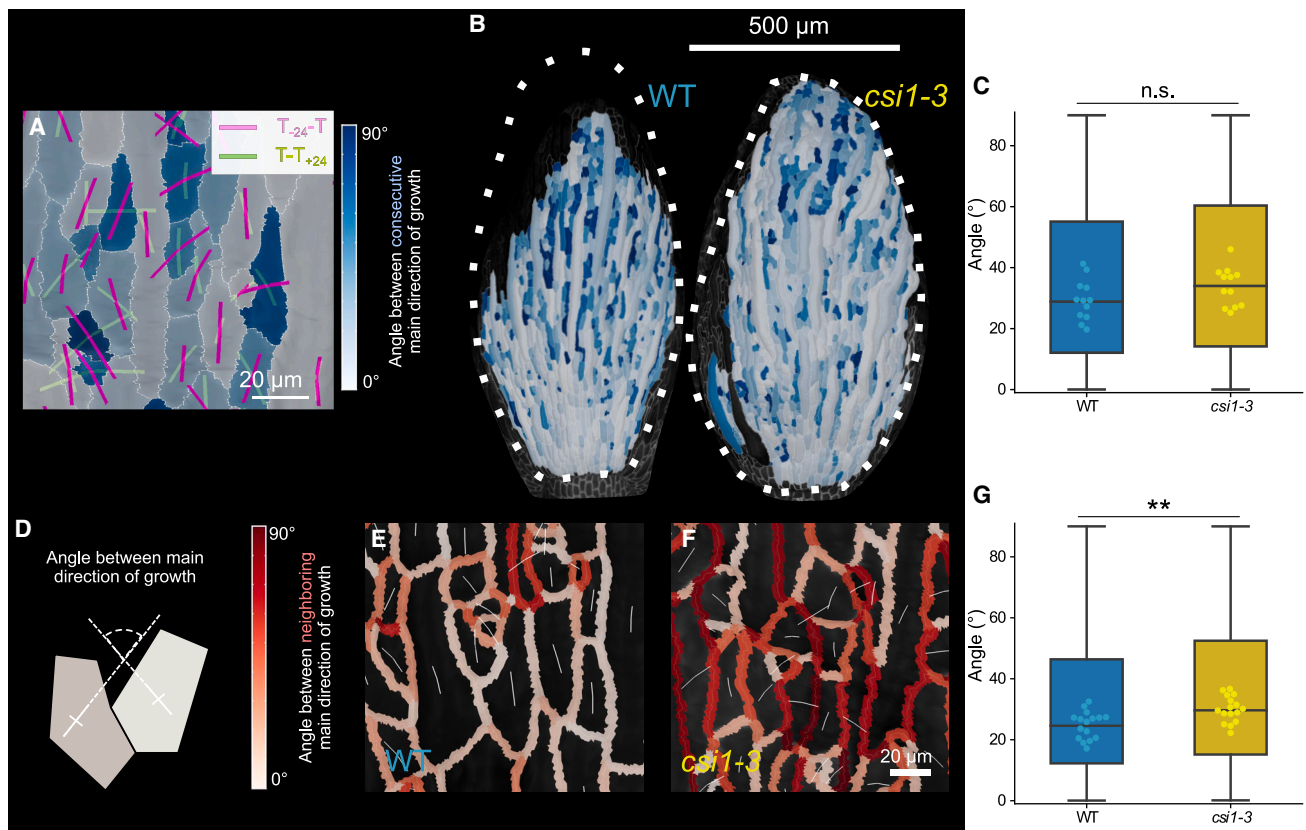 A
T₋₂₄-T
T-T₊₂₄
20 µm
90°
0°
Angle between consecutive
main direction of growth
B
500 µm
WT
csi1-3
C
n.s.
Angle (°)
80
60
40
20
0
WT
csi1-3
D
Angle between main
direction of growth
90°
0°
Angle between neighboring
main direction of growth
E
WT
F
csi1-3
20 µm
G
**
Angle (°)
80
60
40
20
0
WT
csi1-3